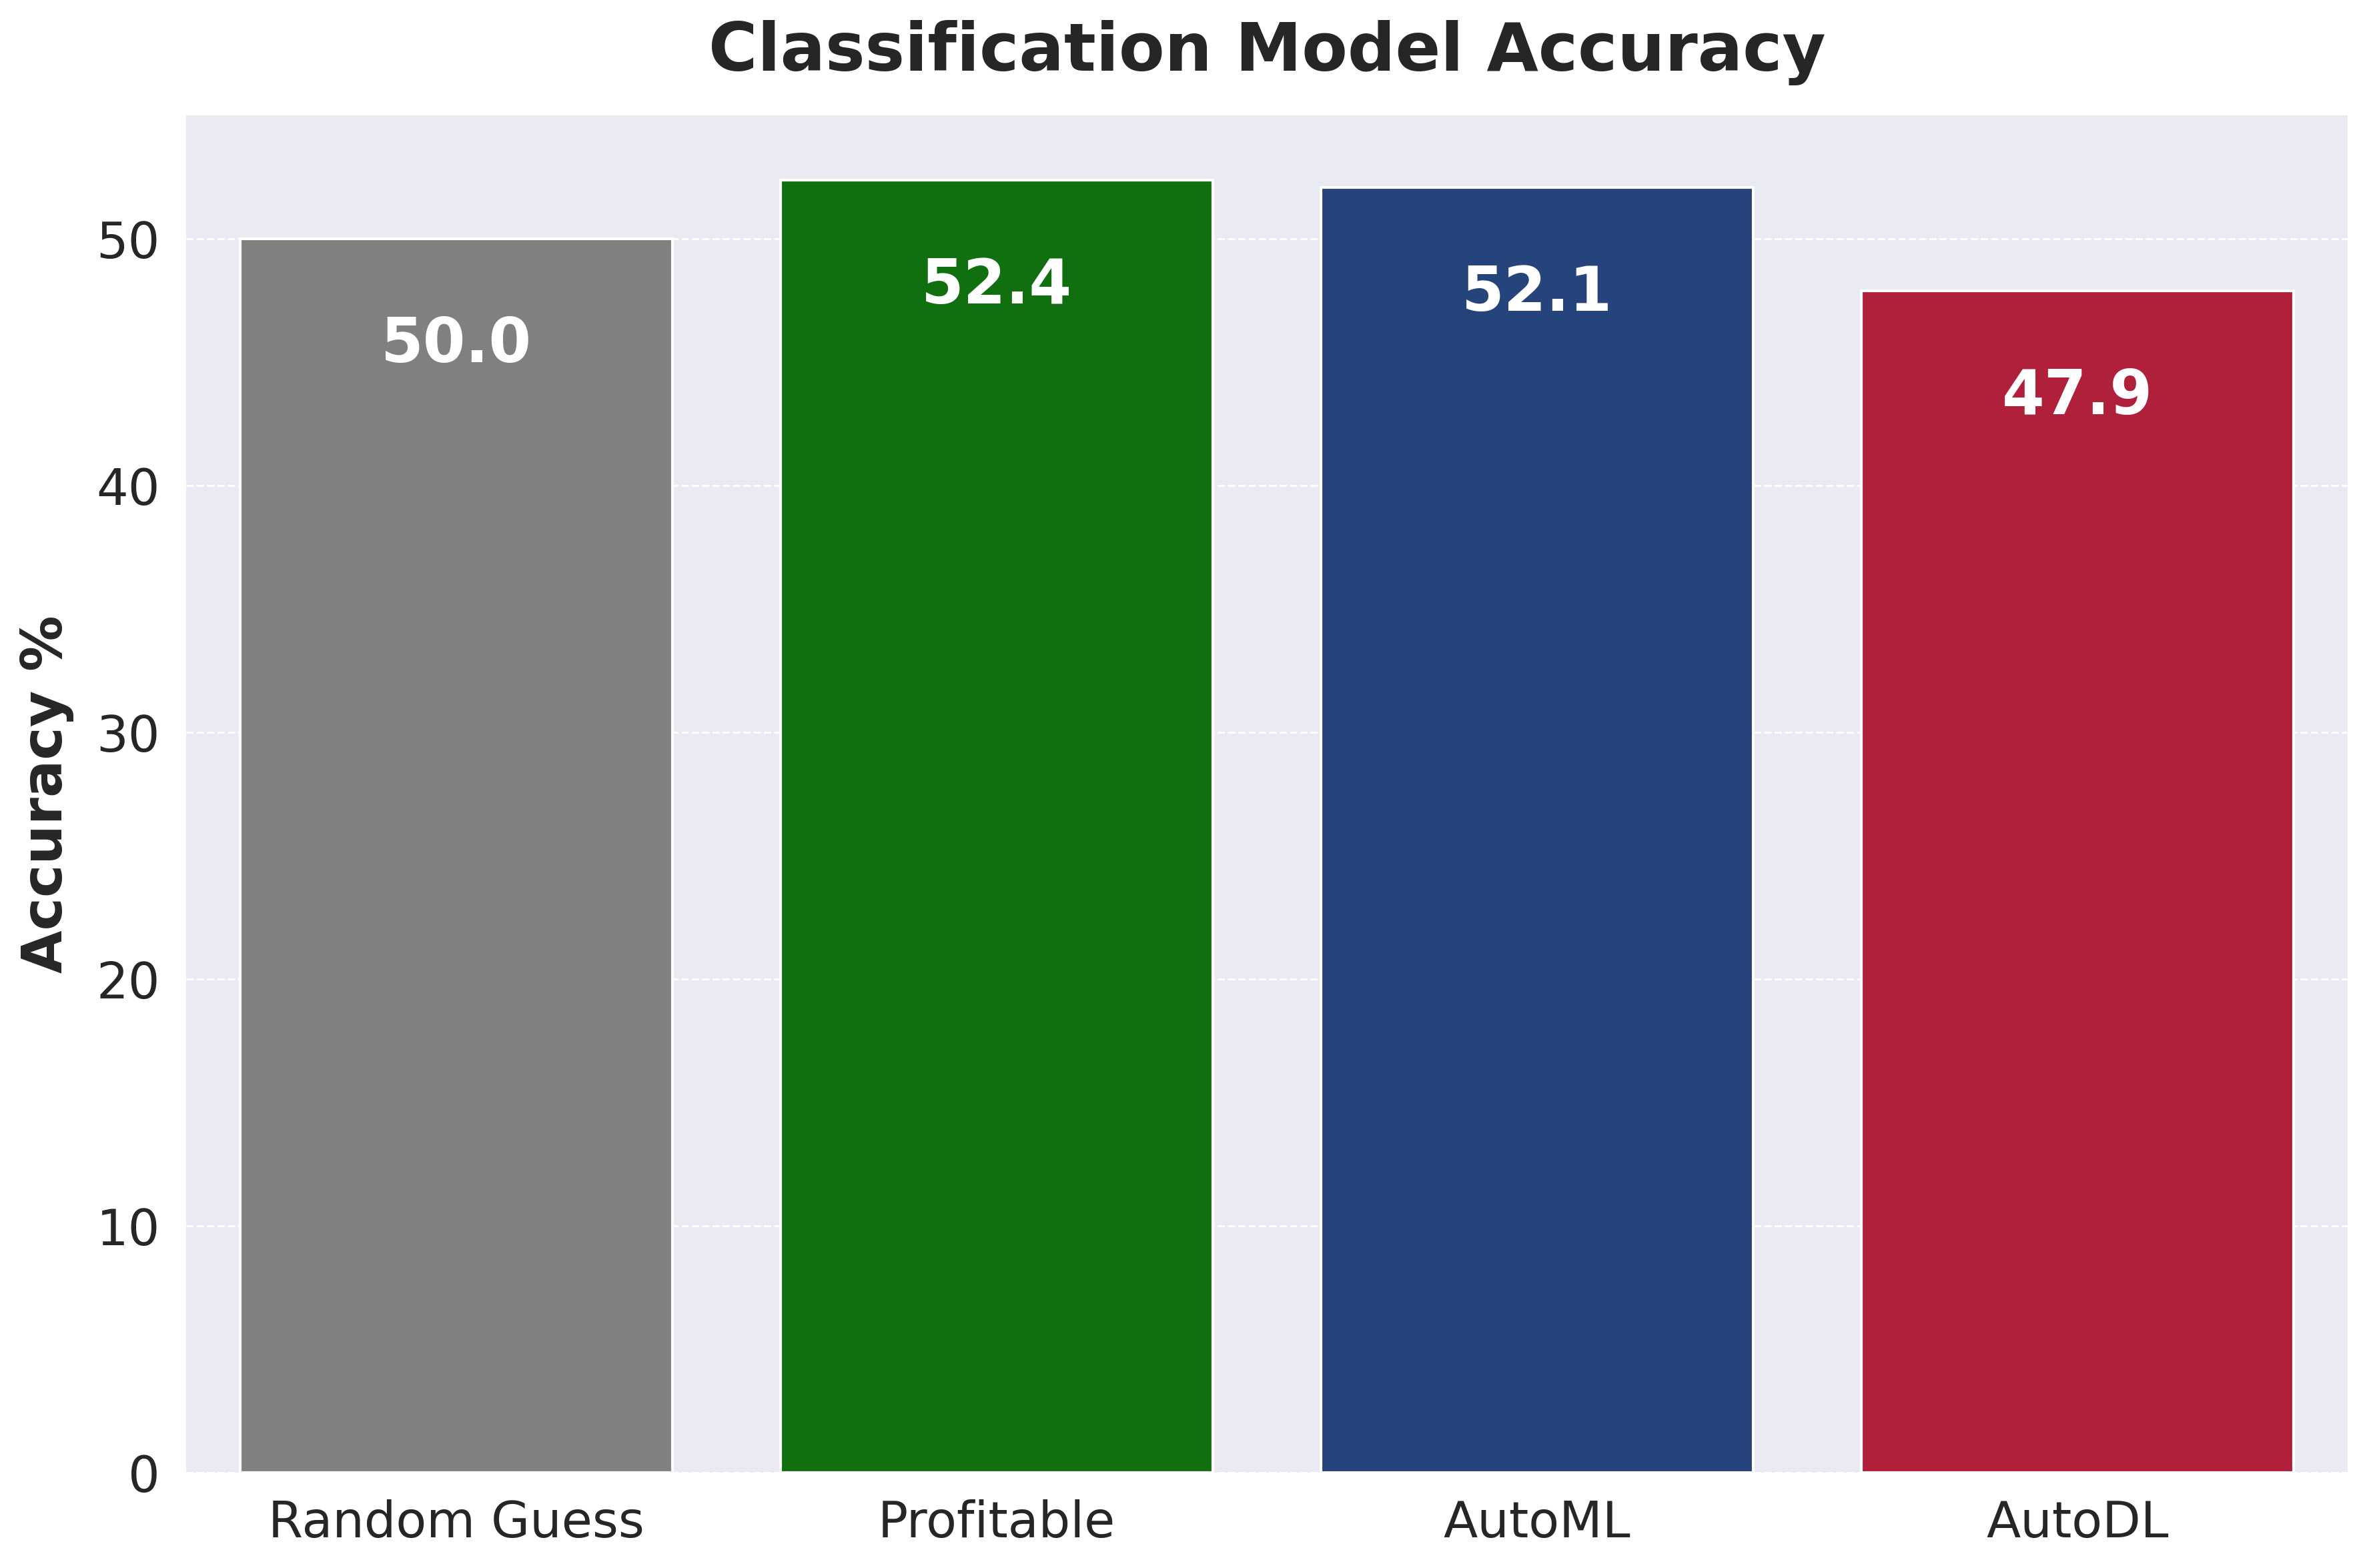 Classification Model Accuracy
Accuracy %
50
40
30
20
10
0
50.0
52.4
52.1
47.9
Random Guess
Profitable
AutoML
AutoDL